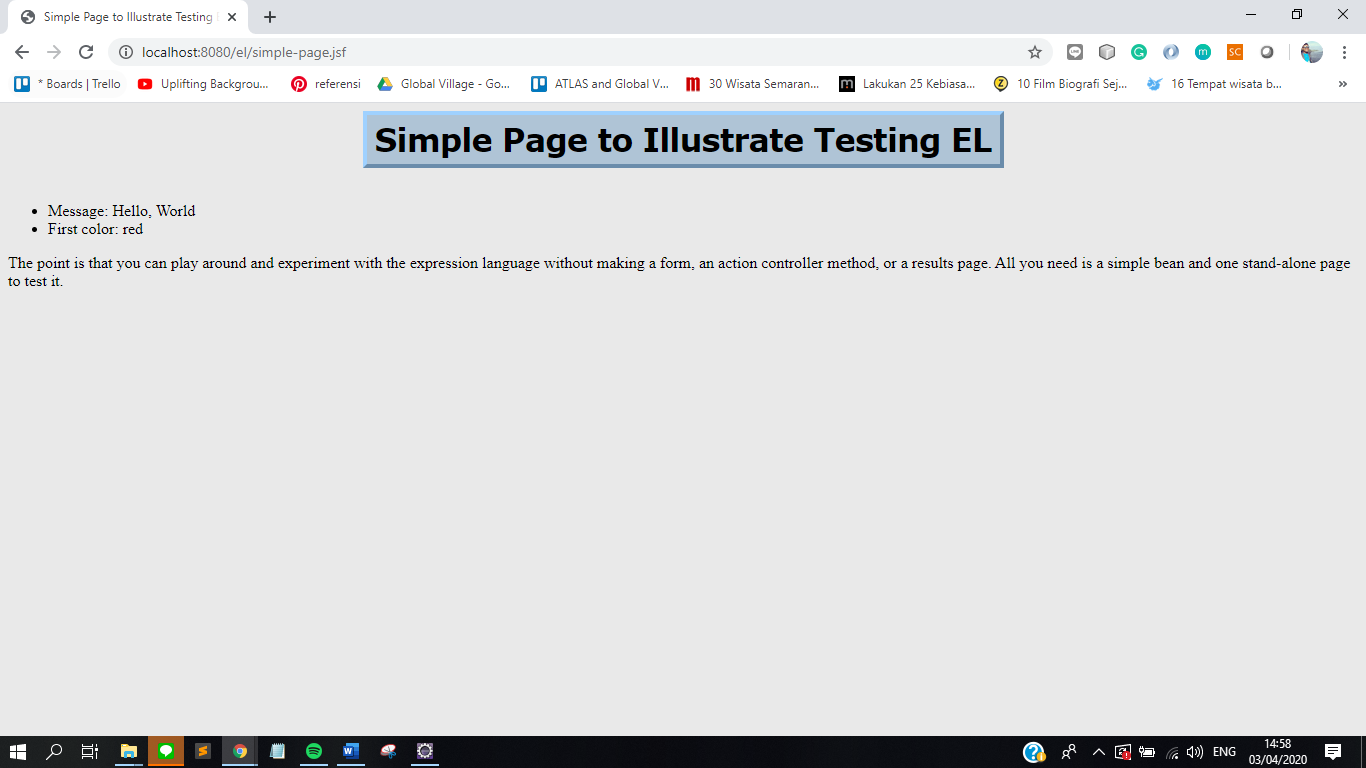 Simple Page to Illustrate Testing
localhost:8080/el/simple-page.jsf
* Boards | Trello
Uplifting Backgrou...
referensi
Global Village - Go...
ATLAS and Global V...
30 Wisata Semaran...
Lakukan 25 Kebiasa...
10 Film Biografi Sej...
16 Tempat wisata b...
»
Simple Page to Illustrate Testing EL
• Message: Hello, World
• First color: red
The point is that you can play around and experiment with the expression language without making a form, an action controller method, or a results page. All you need is a simple bean and one stand-alone page
to test it.
ENG
14:58
03/04/2020